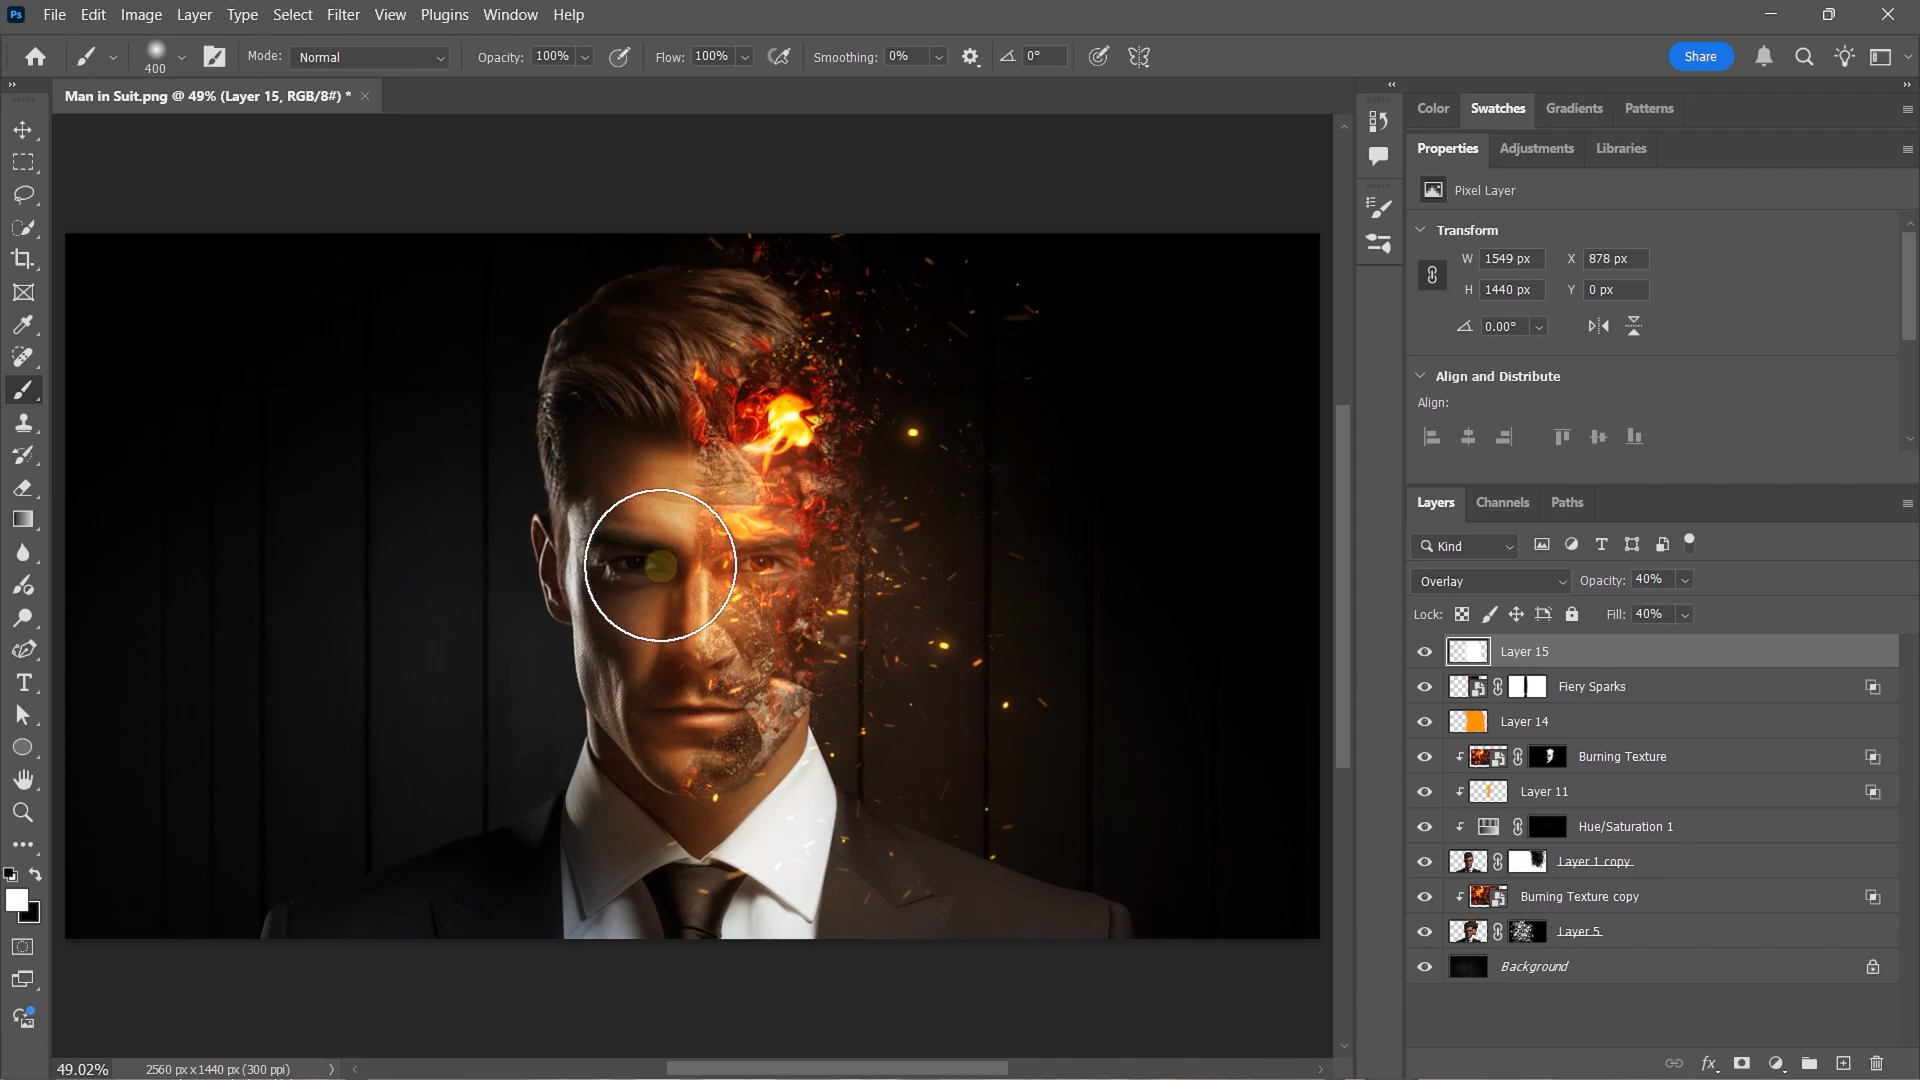 Ps File Edit Image Layer Type Select Filter View Plugins Window Help
400 Mode: Normal Opacity: 100% Flow: 100% Smoothing: 0% 0° Share
Man in Suit.png @ 49% (Layer 15, RGB/8#) * ×
Color Swatches Gradients Patterns
Properties Adjustments Libraries
Pixel Layer
Transform
W 1549 px X 878 px
H 1440 px Y 0 px
0.00°
Align and Distribute
Align:
Layers Channels Paths
Kind
Overlay Opacity: 40%
Lock: Fill: 40%
Layer 15
Fiery Sparks
Layer 14
Burning Texture
Layer 11
Hue/Saturation 1
Layer 1 copy
Burning Texture copy
Layer 5
Background
fx
49.02% 2560 px x 1440 px (300 ppi)